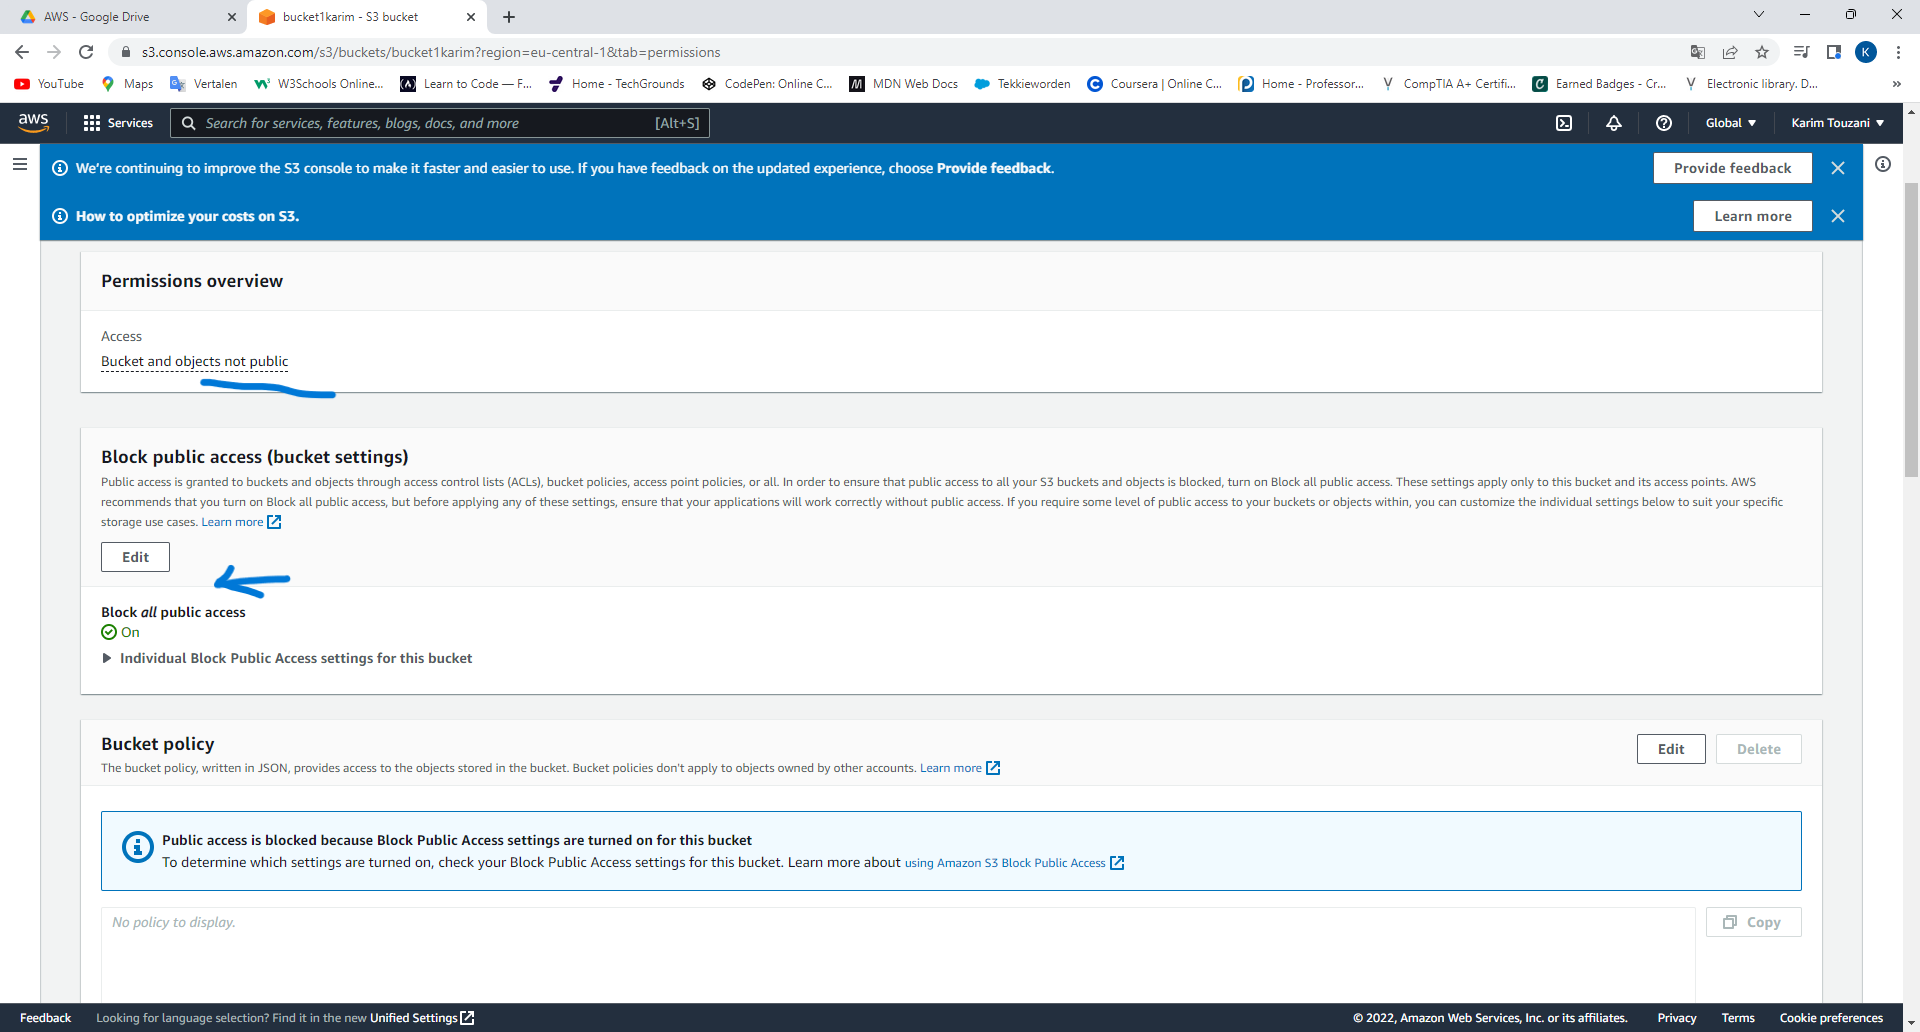 AWS - Google Drive
bucket1karim - S3 bucket
s3.console.aws.amazon.com/s3/buckets/bucket1karim?region=eu-central-1&tab=permissions
K
YouTube
Maps
Vertalen
W3Schools Online...
Learn to Code — F...
Home - TechGrounds
CodePen: Online C...
MDN Web Docs
Tekkieworden
Coursera | Online C...
Home - Professor...
CompTIA A+ Certifi...
Earned Badges - Cr...
Electronic library. D...
»
aws
Services
Search for services, features, blogs, docs, and more
[Alt+S]
Global
Karim Touzani
We're continuing to improve the S3 console to make it faster and easier to use. If you have feedback on the updated experience, choose Provide feedback.
Provide feedback
How to optimize your costs on S3.
Learn more
Permissions overview
Access
Bucket and objects not public
Block public access (bucket settings)
Public access is granted to buckets and objects through access control lists (ACLs), bucket policies, access point policies, or all. In order to ensure that public access to all your S3 buckets and objects is blocked, turn on Block all public access. These settings apply only to this bucket and its access points. AWS
recommends that you turn on Block all public access, but before applying any of these settings, ensure that your applications will work correctly without public access. If you require some level of public access to your buckets or objects within, you can customize the individual settings below to suit your specific
storage use cases. Learn more
Edit
Block all public access
On
Individual Block Public Access settings for this bucket
Bucket policy
The bucket policy, written in JSON, provides access to the objects stored in the bucket. Bucket policies don't apply to objects owned by other accounts. Learn more
Edit
Delete
Public access is blocked because Block Public Access settings are turned on for this bucket
To determine which settings are turned on, check your Block Public Access settings for this bucket. Learn more about using Amazon S3 Block Public Access
No policy to display.
Copy
Feedback
Looking for language selection? Find it in the new Unified Settings
© 2022, Amazon Web Services, Inc. or its affiliates.
Privacy
Terms
Cookie preferences